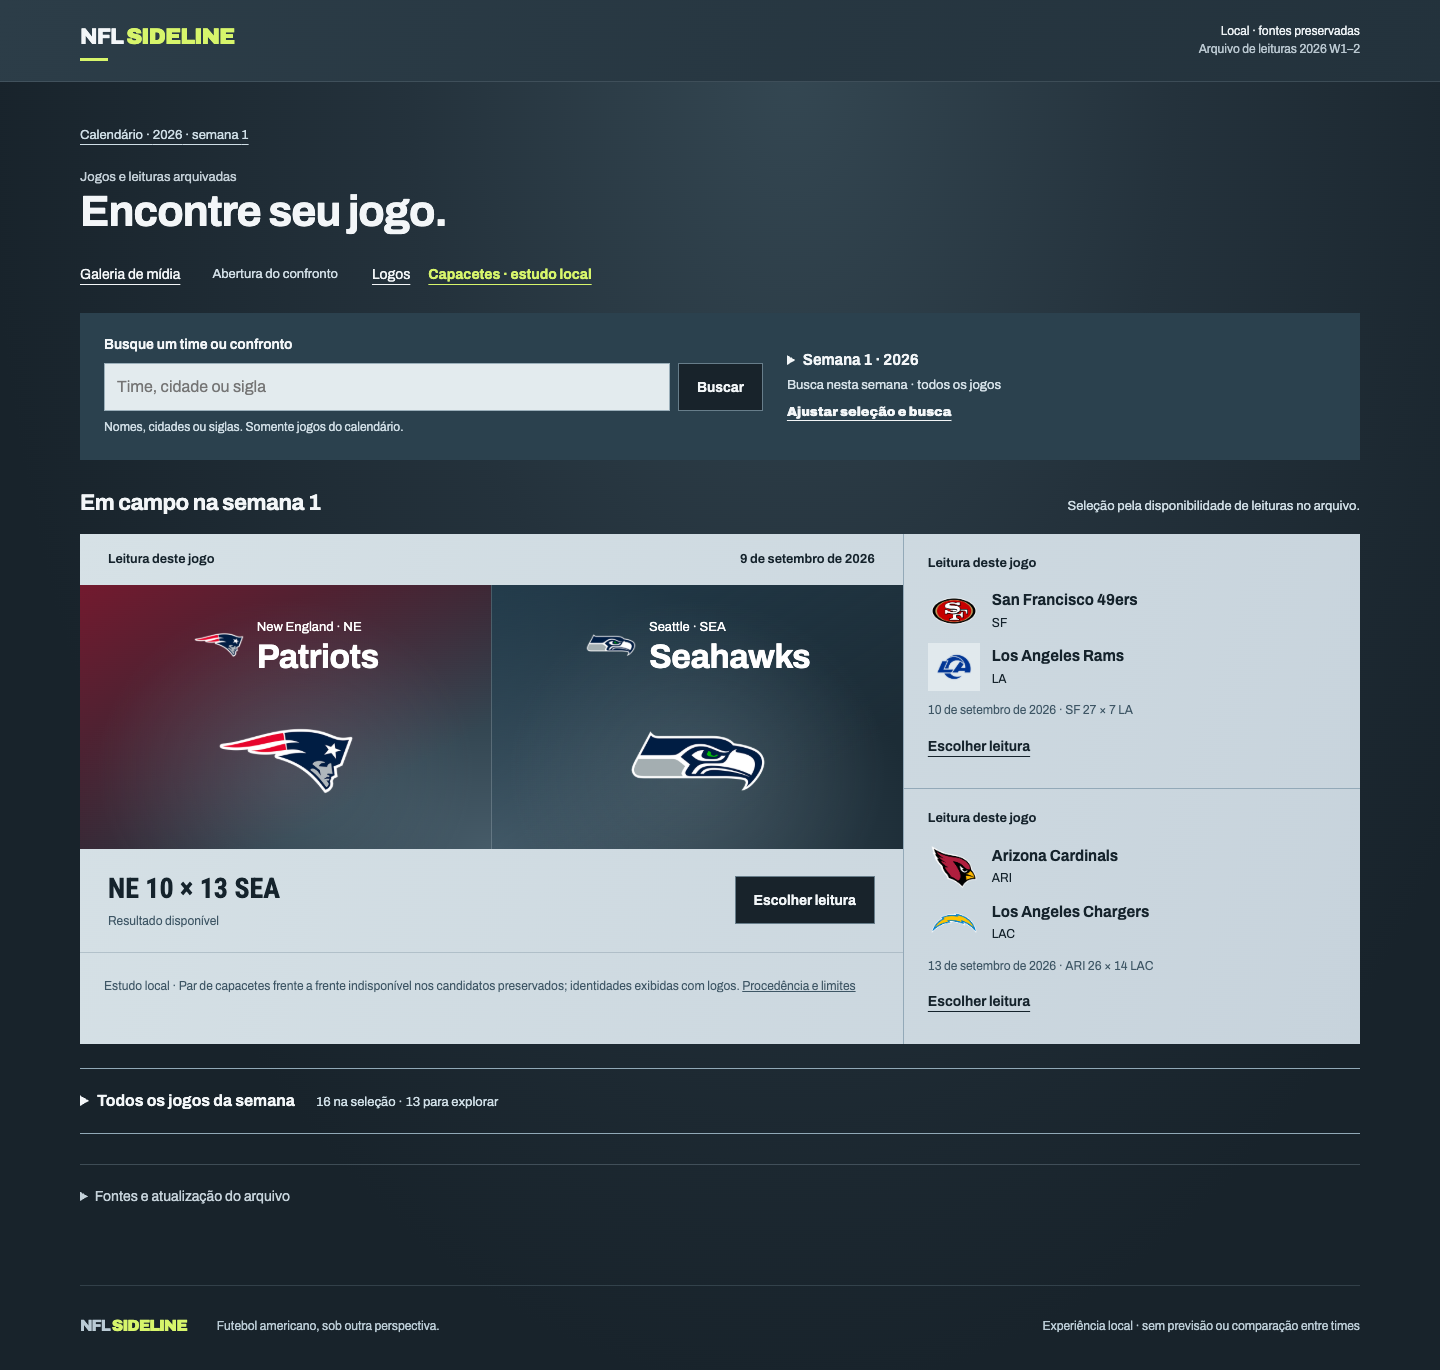 NFL SIDELINE
Local · fontes preservadas
Arquivo de leituras 2026 W1–2
Calendário · 2026 · semana 1
Jogos e leituras arquivadas
Encontre seu jogo.
Galeria de mídia Abertura do confronto Logos Capacetes · estudo local
Busque um time ou confronto
Time, cidade ou sigla
Buscar
Nomes, cidades ou siglas. Somente jogos do calendário.
Semana 1 · 2026
Busca nesta semana · todos os jogos
Ajustar seleção e busca
Em campo na semana 1
Seleção pela disponibilidade de leituras no arquivo.
Leitura deste jogo 9 de setembro de 2026
New England · NE
Patriots
Seattle · SEA
Seahawks
NE 10 × 13 SEA
Resultado disponível
Escolher leitura
Estudo local · Par de capacetes frente a frente indisponível nos candidatos preservados; identidades exibidas com logos. Procedência e limites
Leitura deste jogo
SF
San Francisco 49ers
SF
LA
Los Angeles Rams
LA
10 de setembro de 2026 · SF 27 × 7 LA
Escolher leitura
Leitura deste jogo
Arizona Cardinals
ARI
Los Angeles Chargers
LAC
13 de setembro de 2026 · ARI 26 × 14 LAC
Escolher leitura
Todos os jogos da semana 16 na seleção · 13 para explorar
Fontes e atualização do arquivo
NFL SIDELINE Futebol americano, sob outra perspectiva.
Experiência local · sem previsão ou comparação entre times